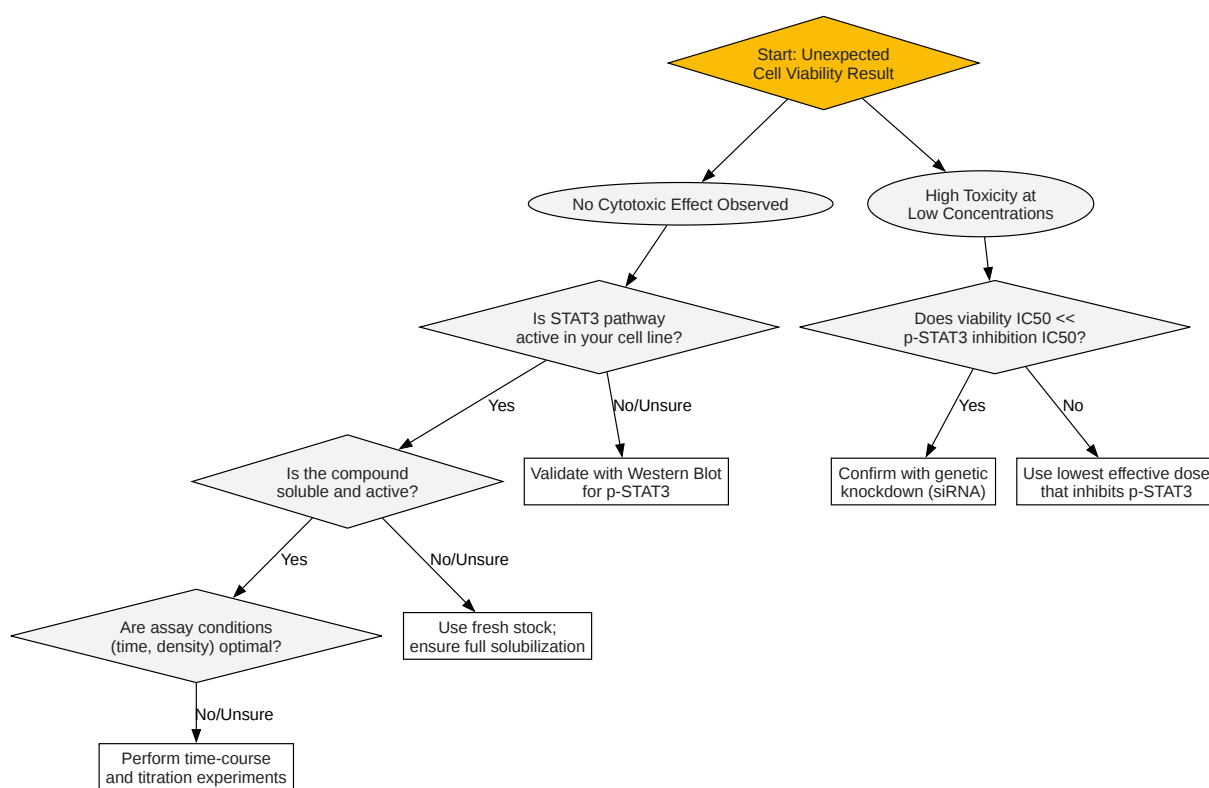 Start: Unexpected
Cell Viability Result
No Cytotoxic Effect Observed
High Toxicity at
Low Concentrations
Is STAT3 pathway
active in your cell line?
Does viability IC50 <<
p-STAT3 inhibition IC50?
Yes
No/Unsure
Yes
No
Is the compound
soluble and active?
Validate with Western Blot
for p-STAT3
Confirm with genetic
knockdown (siRNA)
Use lowest effective dose
that inhibits p-STAT3
Yes
No/Unsure
Are assay conditions
(time, density) optimal?
Use fresh stock;
ensure full solubilization
No/Unsure
Perform time-course
and titration experiments